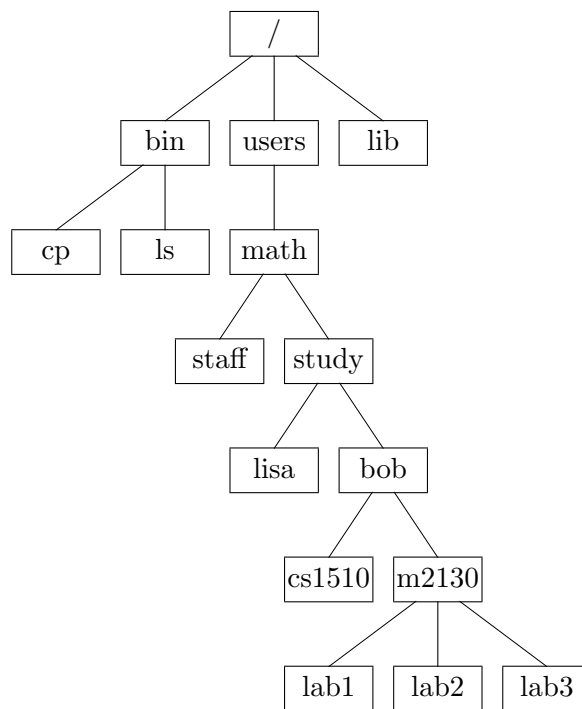 /
bin users lib
cp ls math
staff study
lisa bob
cs1510 m2130
lab1 lab2 lab3